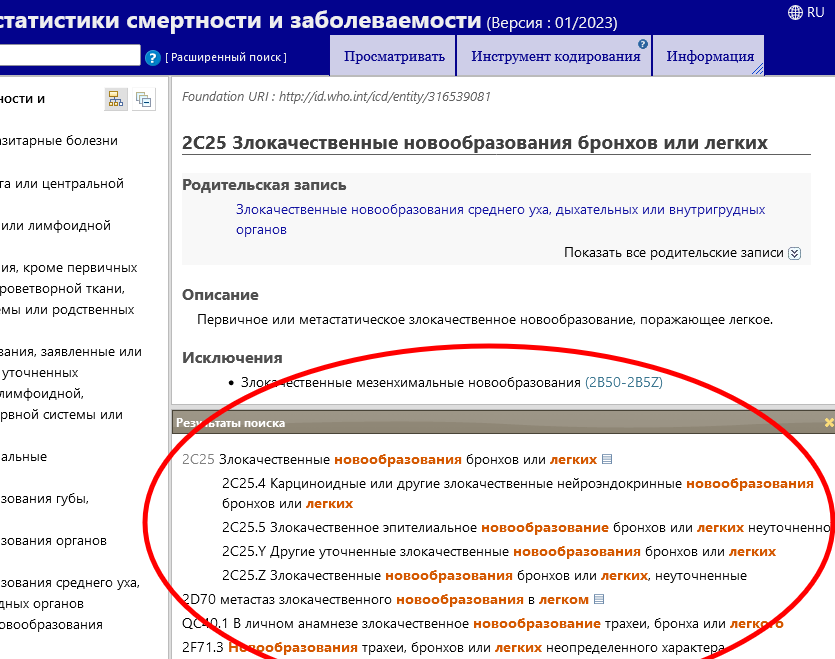 статистики смертности и заболеваемости (Версия : 01/2023)
RU
[ Расширенный поиск ]
Просматривать
Инструмент кодирования
?
Информация
ности и
азитарные болезни
та или центральной
или лимфоидной
ия, кроме первичных
роветворной ткани,
емы или родственных
вания, заявленные или
уточненных
лимфоидной,
рвной системы или
альные
зования губы,
зования органов
зования среднего уха,
дных органов
овообразования
Foundation URI : http://id.who.int/icd/entity/316539081
2C25 Злокачественные новообразования бронхов или легких
Родительская запись
Злокачественные новообразования среднего уха, дыхательных или внутригрудных
органов
Показать все родительские записи
Описание
Первичное или метастатическое злокачественное новообразование, поражающее легкое.
Исключения
• Злокачественные мезенхимальные новообразования (2B50-2B5Z)
Результаты поиска
2C25 Злокачественные новообразования бронхов или легких
2C25.4 Карциноидные или другие злокачественные нейроэндокринные новообразования
бронхов или легких
2C25.5 Злокачественное эпителиальное новообразование бронхов или легких неуточненно
2C25.Y Другие уточненные злокачественные новообразования бронхов или легких
2C25.Z Злокачественные новообразования бронхов или легких, неуточненные
2D70 метастаз злокачественного новообразования в легком
QC40.1 В личном анамнезе злокачественное новообразование трахеи, бронха или легкого
2F71.3 Новообразования трахеи, бронхов или легких неопределенного характера